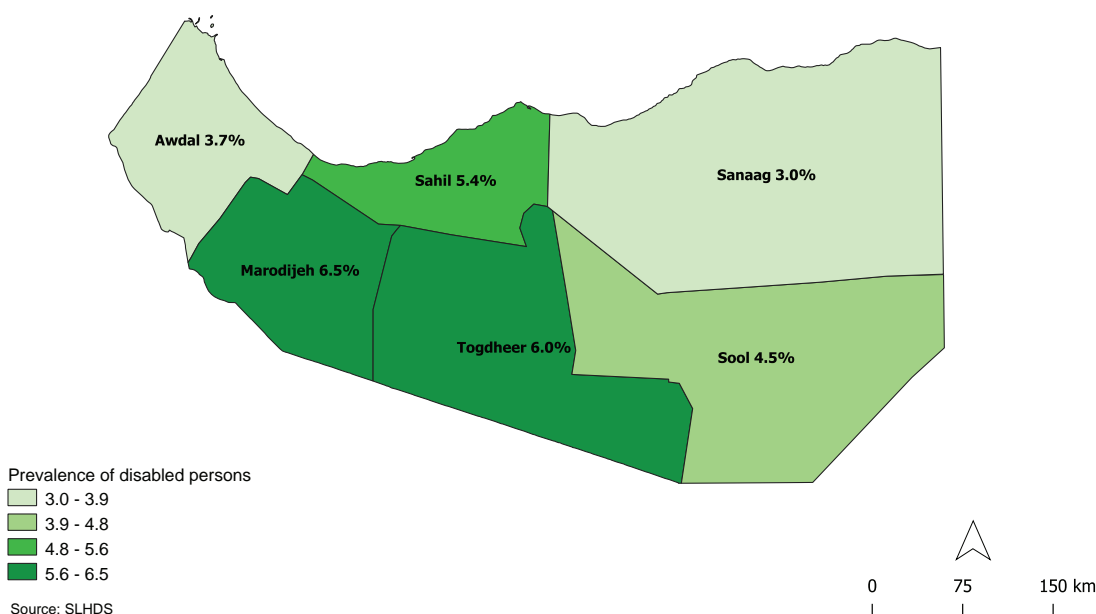 Awdal 3.7%
Sahil 5.4%
Sanaag 3.0%
Marodijeh 6.5%
Togdheer 6.0%
Sool 4.5%
Prevalence of disabled persons
3.0 - 3.9
3.9 - 4.8
4.8 - 5.6
5.6 - 6.5
Source: SLHDS
0 75 150 km